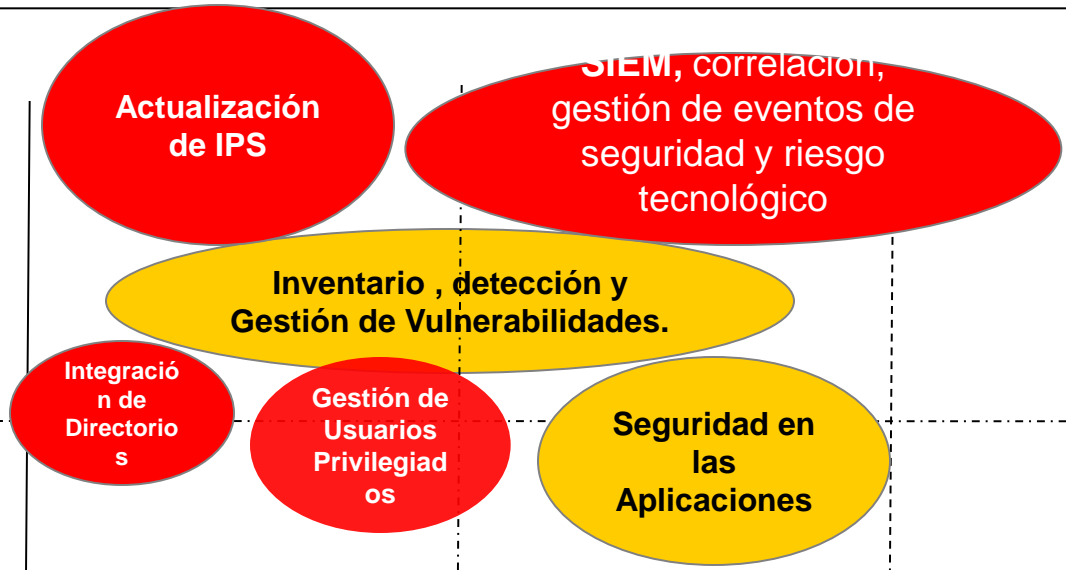 Actualización
de IPS
SIEM, correlación,
gestión de eventos de
seguridad y riesgo
tecnológico
Inventario , detección y
Gestión de Vulnerabilidades.
Integració
n de
Directorio
s
Gestión de
Usuarios
Privilegiad
os
Seguridad en
las
Aplicaciones